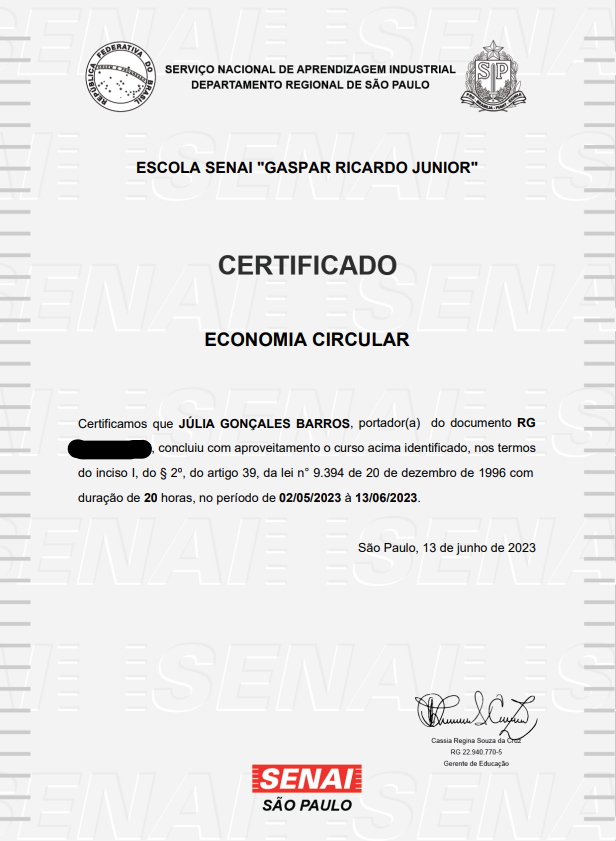 REPÚBLICA FEDERATIVA DO BRASIL
SP
SERVIÇO NACIONAL DE APRENDIZAGEM INDUSTRIAL
DEPARTAMENTO REGIONAL DE SÃO PAULO
ESCOLA SENAI "GASPAR RICARDO JUNIOR"
CERTIFICADO
ECONOMIA CIRCULAR
Certificamos que JÚLIA GONÇALES BARROS, portador(a) do documento RG
, concluiu com aproveitamento o curso acima identificado, nos termos
do inciso I, do § 2º, do artigo 39, da lei n° 9.394 de 20 de dezembro de 1996 com
duração de 20 horas, no período de 02/05/2023 à 13/06/2023.
São Paulo, 13 de junho de 2023
Cassia Regina Souza da Cruz
RG 22.940.770-5
Gerente de Educação
SENAI
SÃO PAULO